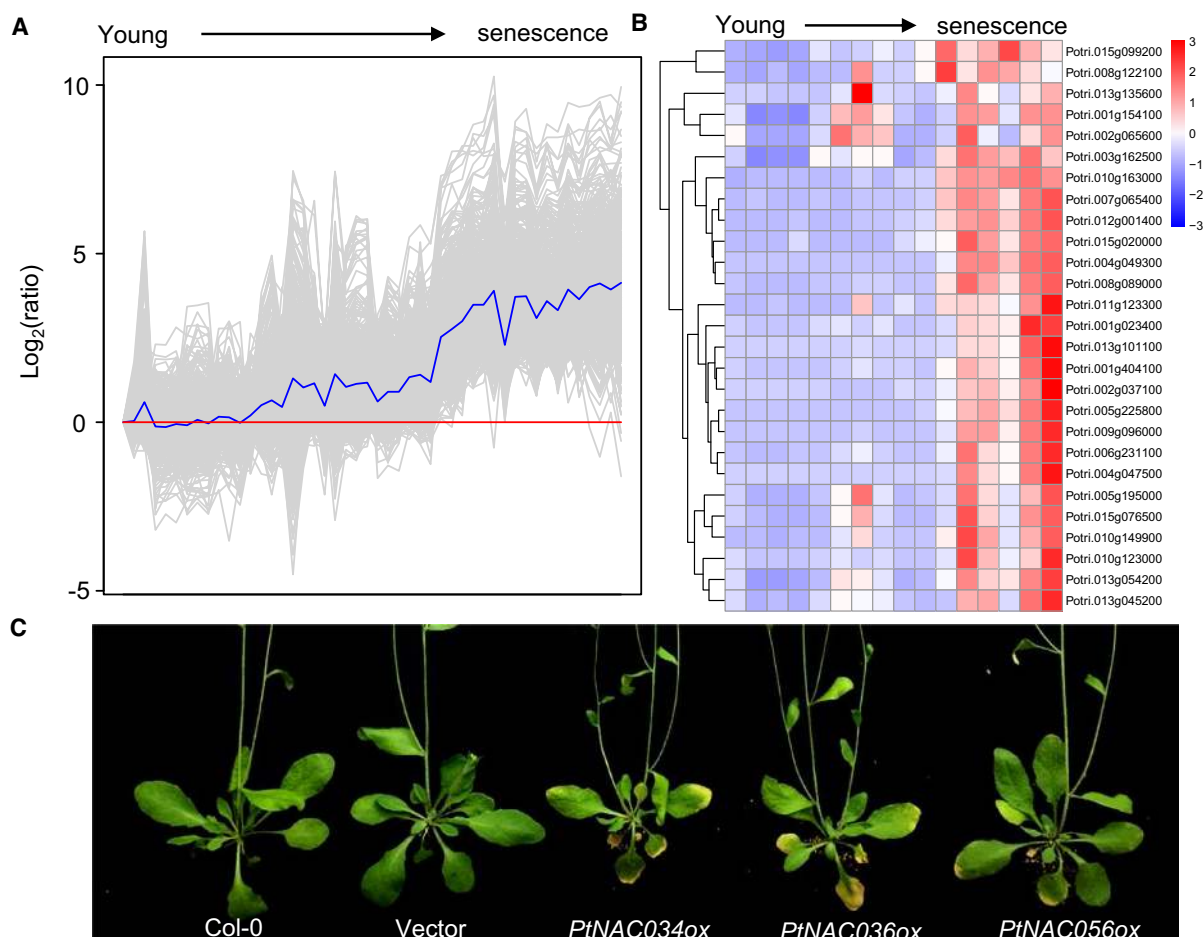 A
Young
senescence
10
5
0
-5
Log2(ratio)
B
Young
senescence
Potri.015g099200
Potri.008g122100
Potri.013g135600
Potri.001g154100
Potri.002g065600
Potri.003g162500
Potri.010g163000
Potri.007g065400
Potri.012g001400
Potri.015g020000
Potri.004g049300
Potri.008g089000
Potri.011g123300
Potri.001g023400
Potri.013g101100
Potri.001g404100
Potri.002g037100
Potri.005g225800
Potri.009g096000
Potri.006g231100
Potri.004g047500
Potri.005g195000
Potri.015g076500
Potri.010g149900
Potri.010g123000
Potri.013g054200
Potri.013g045200
3
2
1
0
−1
−2
−3
C
Col-0
Vector
PtNAC034ox
PtNAC036ox
PtNAC056ox